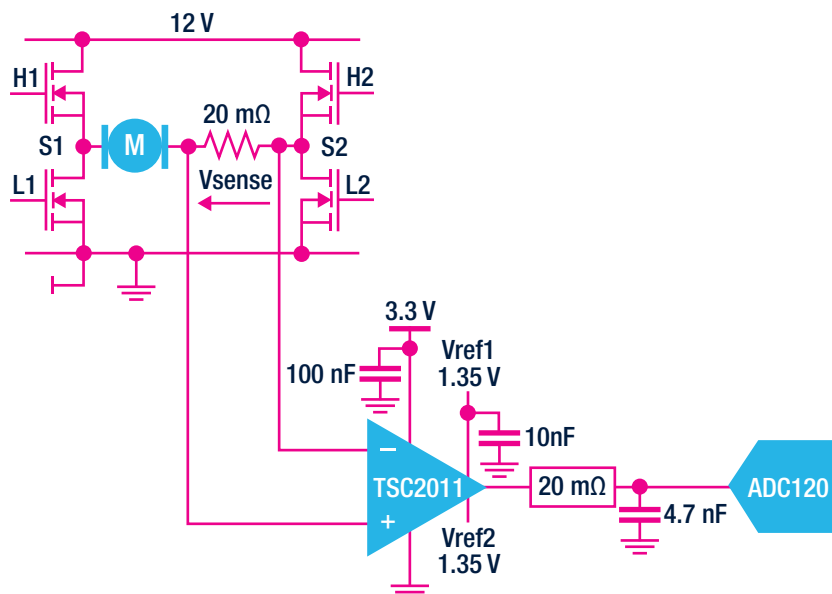 12 V
H1
H2
20 mΩ
S1
M
S2
L1
Vsense
L2
3.3 V
Vref1
1.35 V
100 nF
10nF
−
TSC2011
20 mΩ
ADC120
+
4.7 nF
Vref2
1.35 V